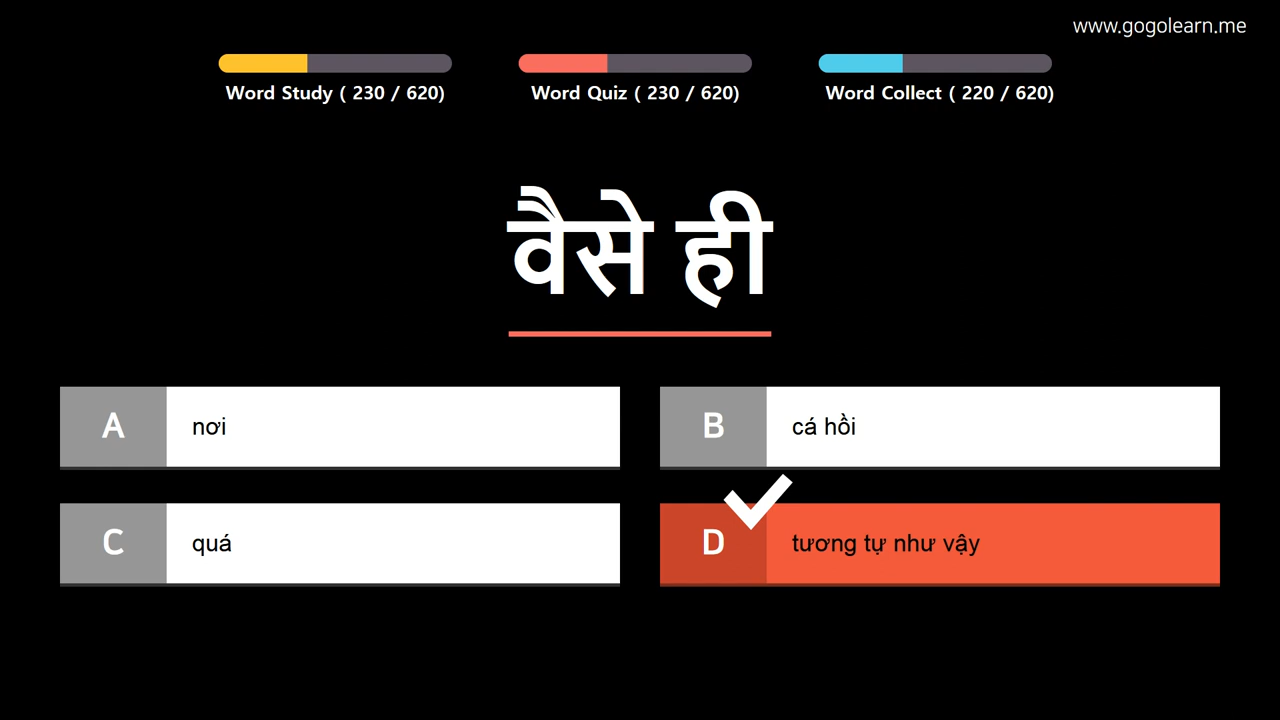 www.gogolearn.me
Word Study ( 230 / 620)
Word Quiz ( 230 / 620)
Word Collect ( 220 / 620)
वैसे ही
A nơi
B cá hồi
C quá
D tương tự như vậy